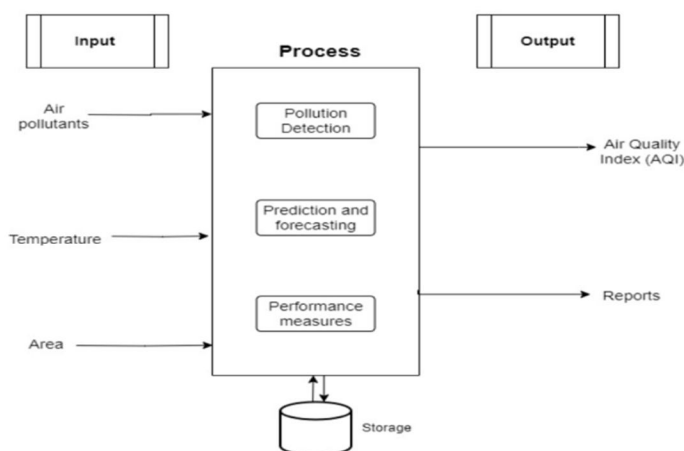 Input
Process
Output
Air
pollutants
Temperature
Area
Pollution
Detection
Prediction and
forecasting
Performance
measures
Air Quality
Index (AQI)
Reports
Storage